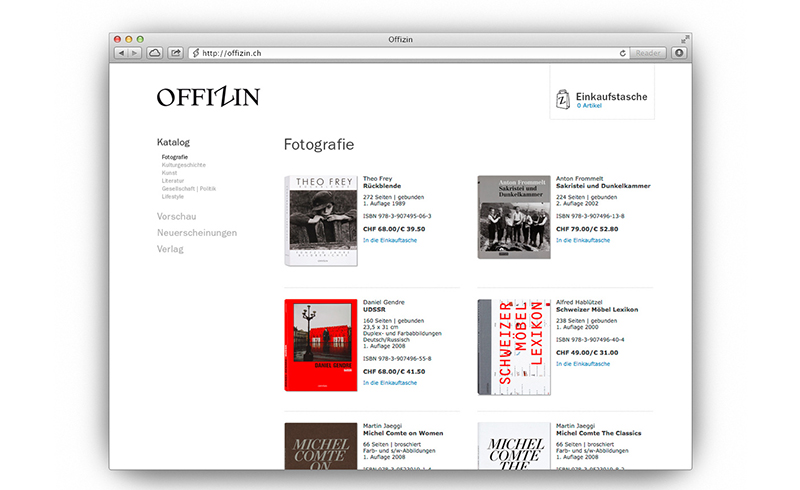 Offizin
http://offizin.ch
Reader
OFFIZIN
Einkaufstasche
0 Artikel
Katalog
Fotografie
Kulturgeschichte
Kunst
Literatur
Gesellschaft | Politik
Lifestyle
Vorschau
Neuerscheinungen
Verlag
Fotografie
THEO FREY
Theo Frey
Rückblende
272 Seiten | gebunden
1. Auflage 1989
ISBN 978-3-907495-06-3
CHF 68.00/€ 39.50
In die Einkaufstasche
Anton Frommelt
Sakristei und
Dunkelkammer
Anton Frommelt
Sakristei und Dunkelkammer
224 Seiten | gebunden
2. Auflage 2002
ISBN 978-3-907496-13-8
CHF 79.00/€ 52.80
In die Einkaufstasche
DANIEL GENDRE
Daniel Gendre
UDSSR
160 Seiten | gebunden
23,5 x 31 cm
Duplex- und Farbabbildungen
Deutsch/Russisch
1. Auflage 2008
ISBN 978-3-907496-55-8
CHF 68.00/€ 41.50
In die Einkaufstasche
SCHWEIZER
MÖBEL
LEXIKON
Alfred Hablützel
Schweizer Möbel Lexikon
238 Seiten | gebunden
1. Auflage 2000
ISBN 978-3-907496-40-4
CHF 49.00/€ 31.00
In die Einkaufstasche
MICHEL
COMTE
ON
Martin Jaeggi
Michel Comte on Women
66 Seiten | broschiert
Farb- und s/w-Abbildungen
1. Auflage 2008
MICHEL
COMTE
THE
Martin Jaeggi
Michel Comte The Classics
66 Seiten | broschiert
Farb- und s/w-Abbildungen
1. Auflage 2008